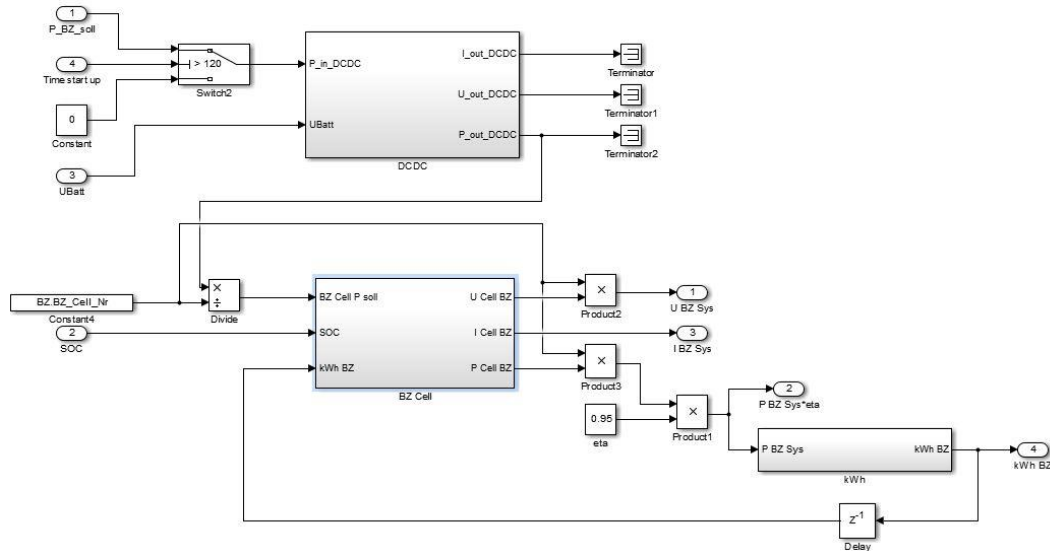 1
P_BZ_soll
4
Time start up
> 120
Switch2
0
Constant
3
UBatt
P_in_DCDC
UBatt
I_out_DCDC
U_out_DCDC
P_out_DCDC
DCDC
Terminator
Terminator1
Terminator2
BZ.BZ_Cell_Nr
Constant4
2
SOC
×
÷
Divide
BZ Cell P soll
SOC
kWh BZ
U Cell BZ
I Cell BZ
P Cell BZ
BZ Cell
×
Product2
1
U BZ Sys
3
I BZ Sys
×
Product3
0.95
eta
×
Product1
2
P BZ Sys*eta
P BZ Sys
kWh BZ
kWh
4
kWh BZ
Z-1
Delay